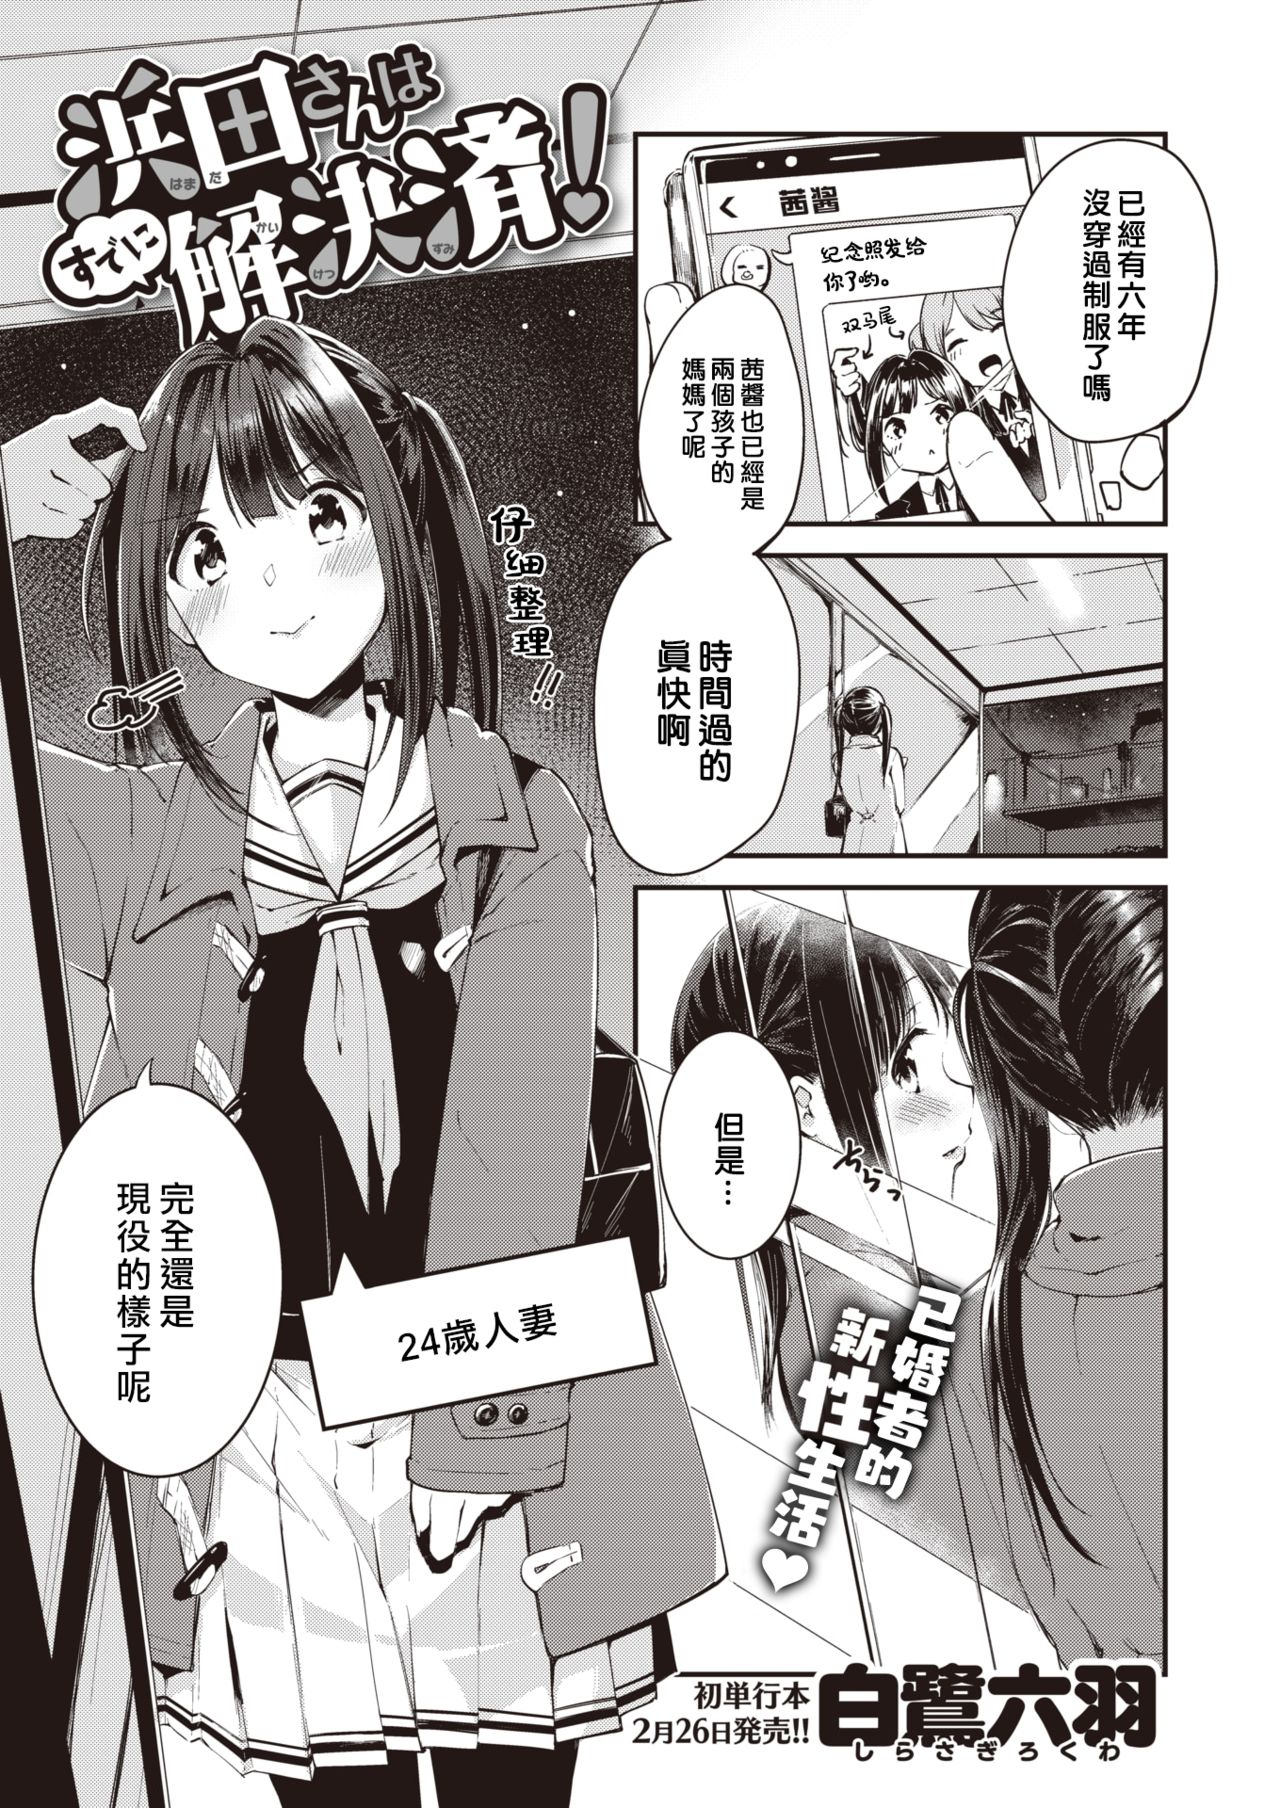 浜田さんは
はまだ
すでに解決済！
かいけつずみ
已經有六年
沒穿過制服了嗎
茜醬
纪念照发给
你了哟。
双马尾
茜醬也已經是
兩個孩子的
媽媽了呢
時間過的
眞快啊
仔细整理!!
但是…
わらっ
已婚者的
新性生活♥
完全還是
現役的樣子呢
24歲人妻
初単行本
2月26日発売!!
白鷺六羽
しらさぎろくわ